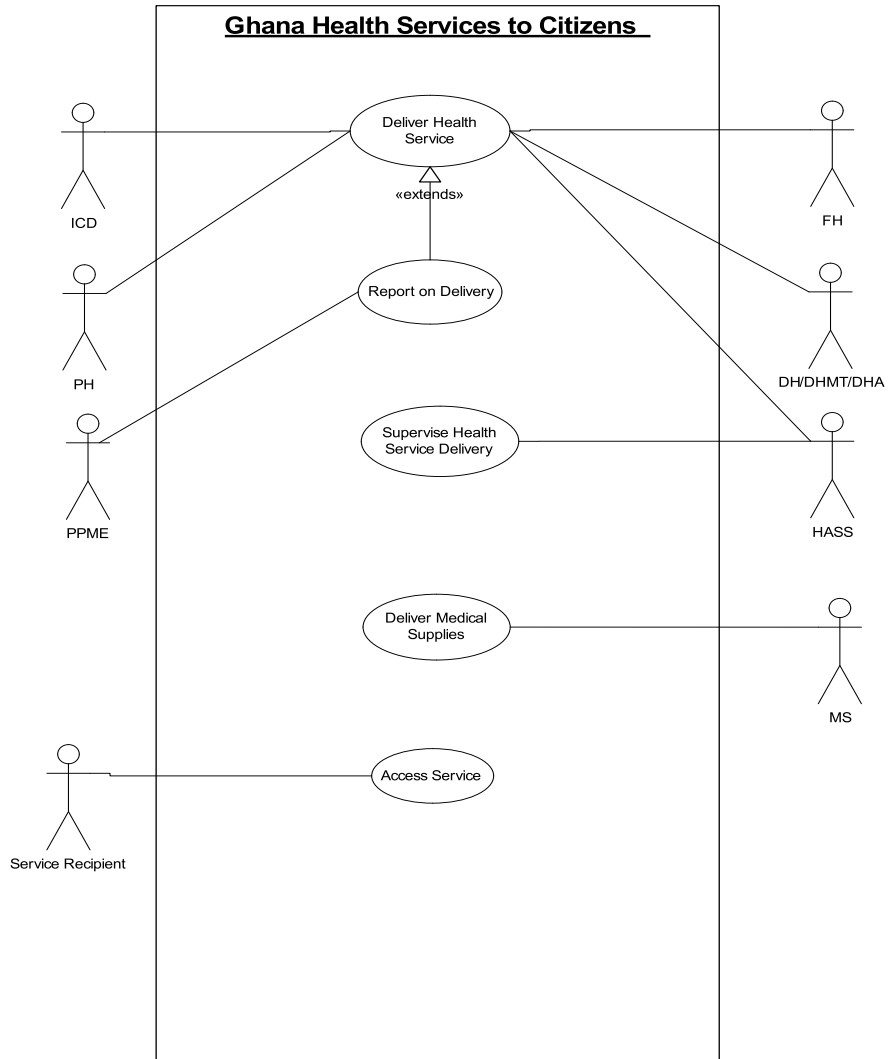 Ghana Health Services to Citizens
Deliver Health
Service
«extends»
ICD
FH
Report on Delivery
PH
DH/DHMT/DHA
Supervise Health
Service Delivery
PPME
HASS
Deliver Medical
Supplies
MS
Access Service
Service Recipient